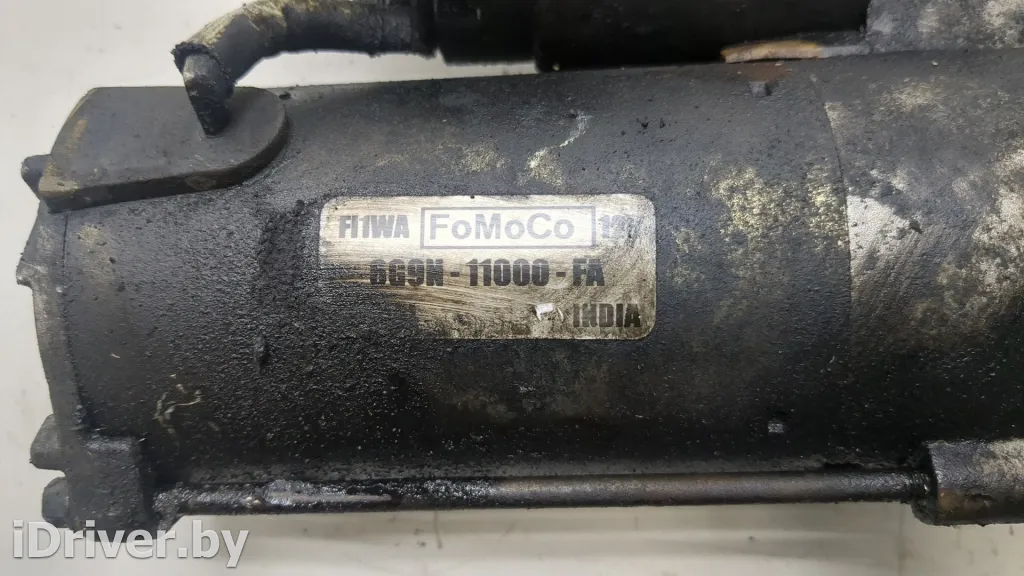 FI1WA FoMoCo
6G9N - 11000 - FA
INDIA
iDriver.by